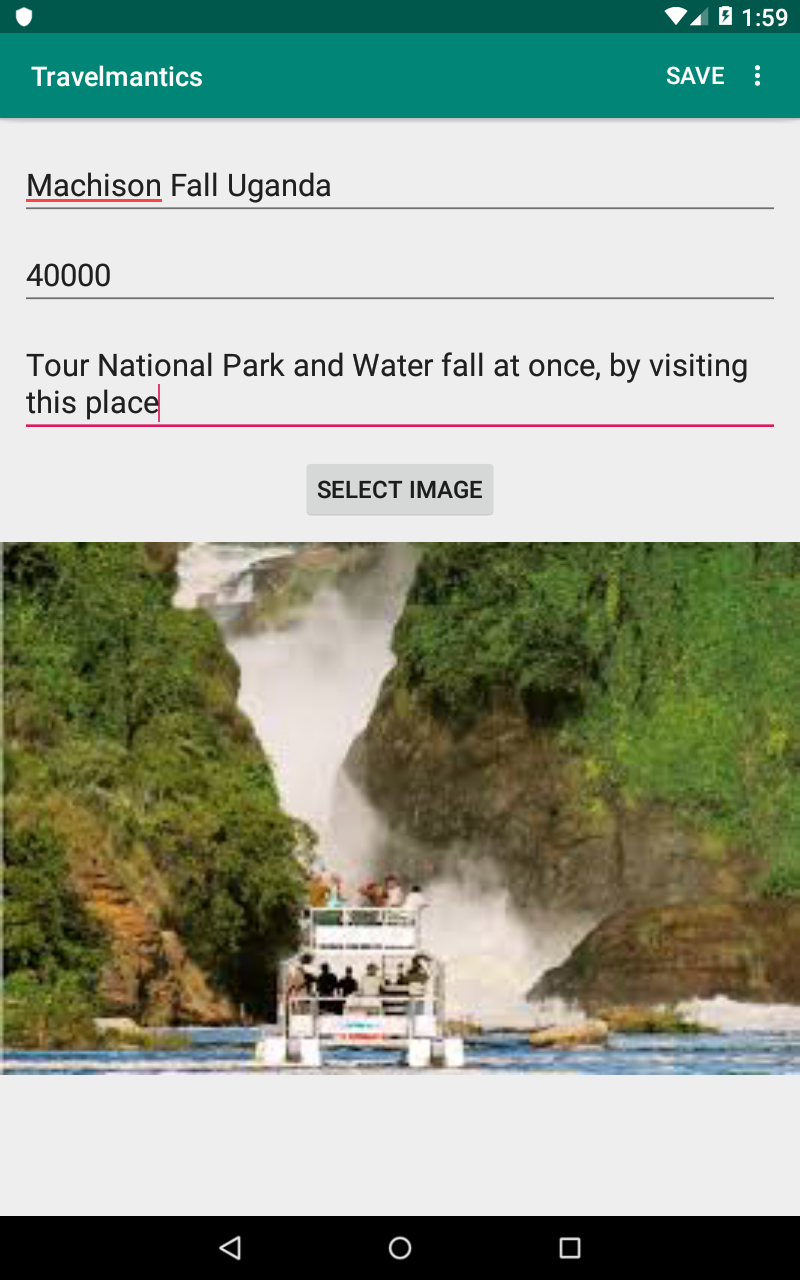 1:59
Travelmantics
SAVE
Machison Fall Uganda
40000
Tour National Park and Water fall at once, by visiting
this place
SELECT IMAGE